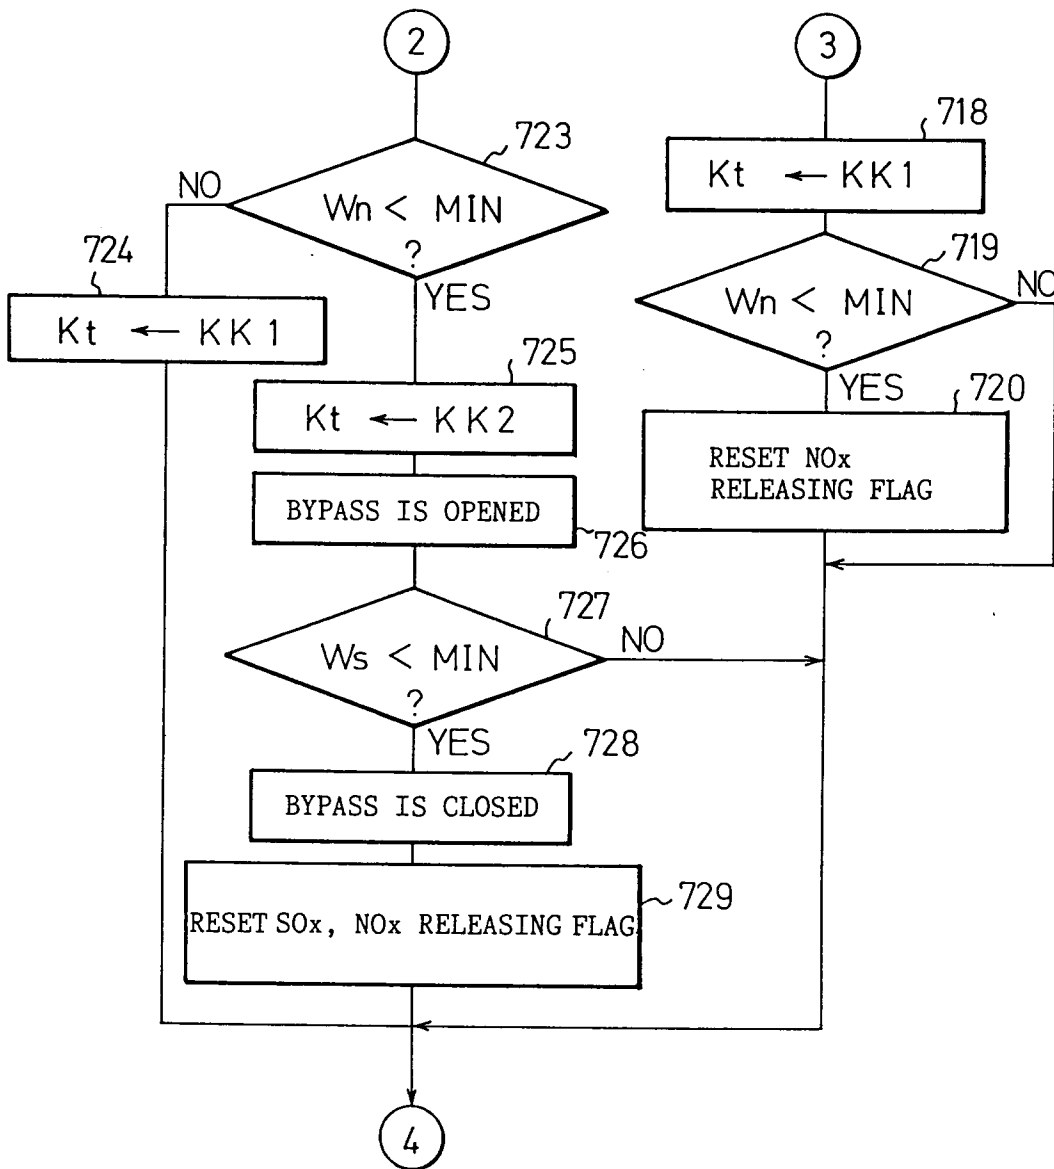 2
723
NO
Wn < MIN
?
YES
724
Kt ← KK1
725
Kt ← KK2
BYPASS IS OPENED
726
727
NO
Ws < MIN
?
YES
728
BYPASS IS CLOSED
729
RESET SOx, NOx RELEASING FLAG
3
718
Kt ← KK1
719
NO
Wn < MIN
?
YES
720
RESET NOx
RELEASING FLAG
4